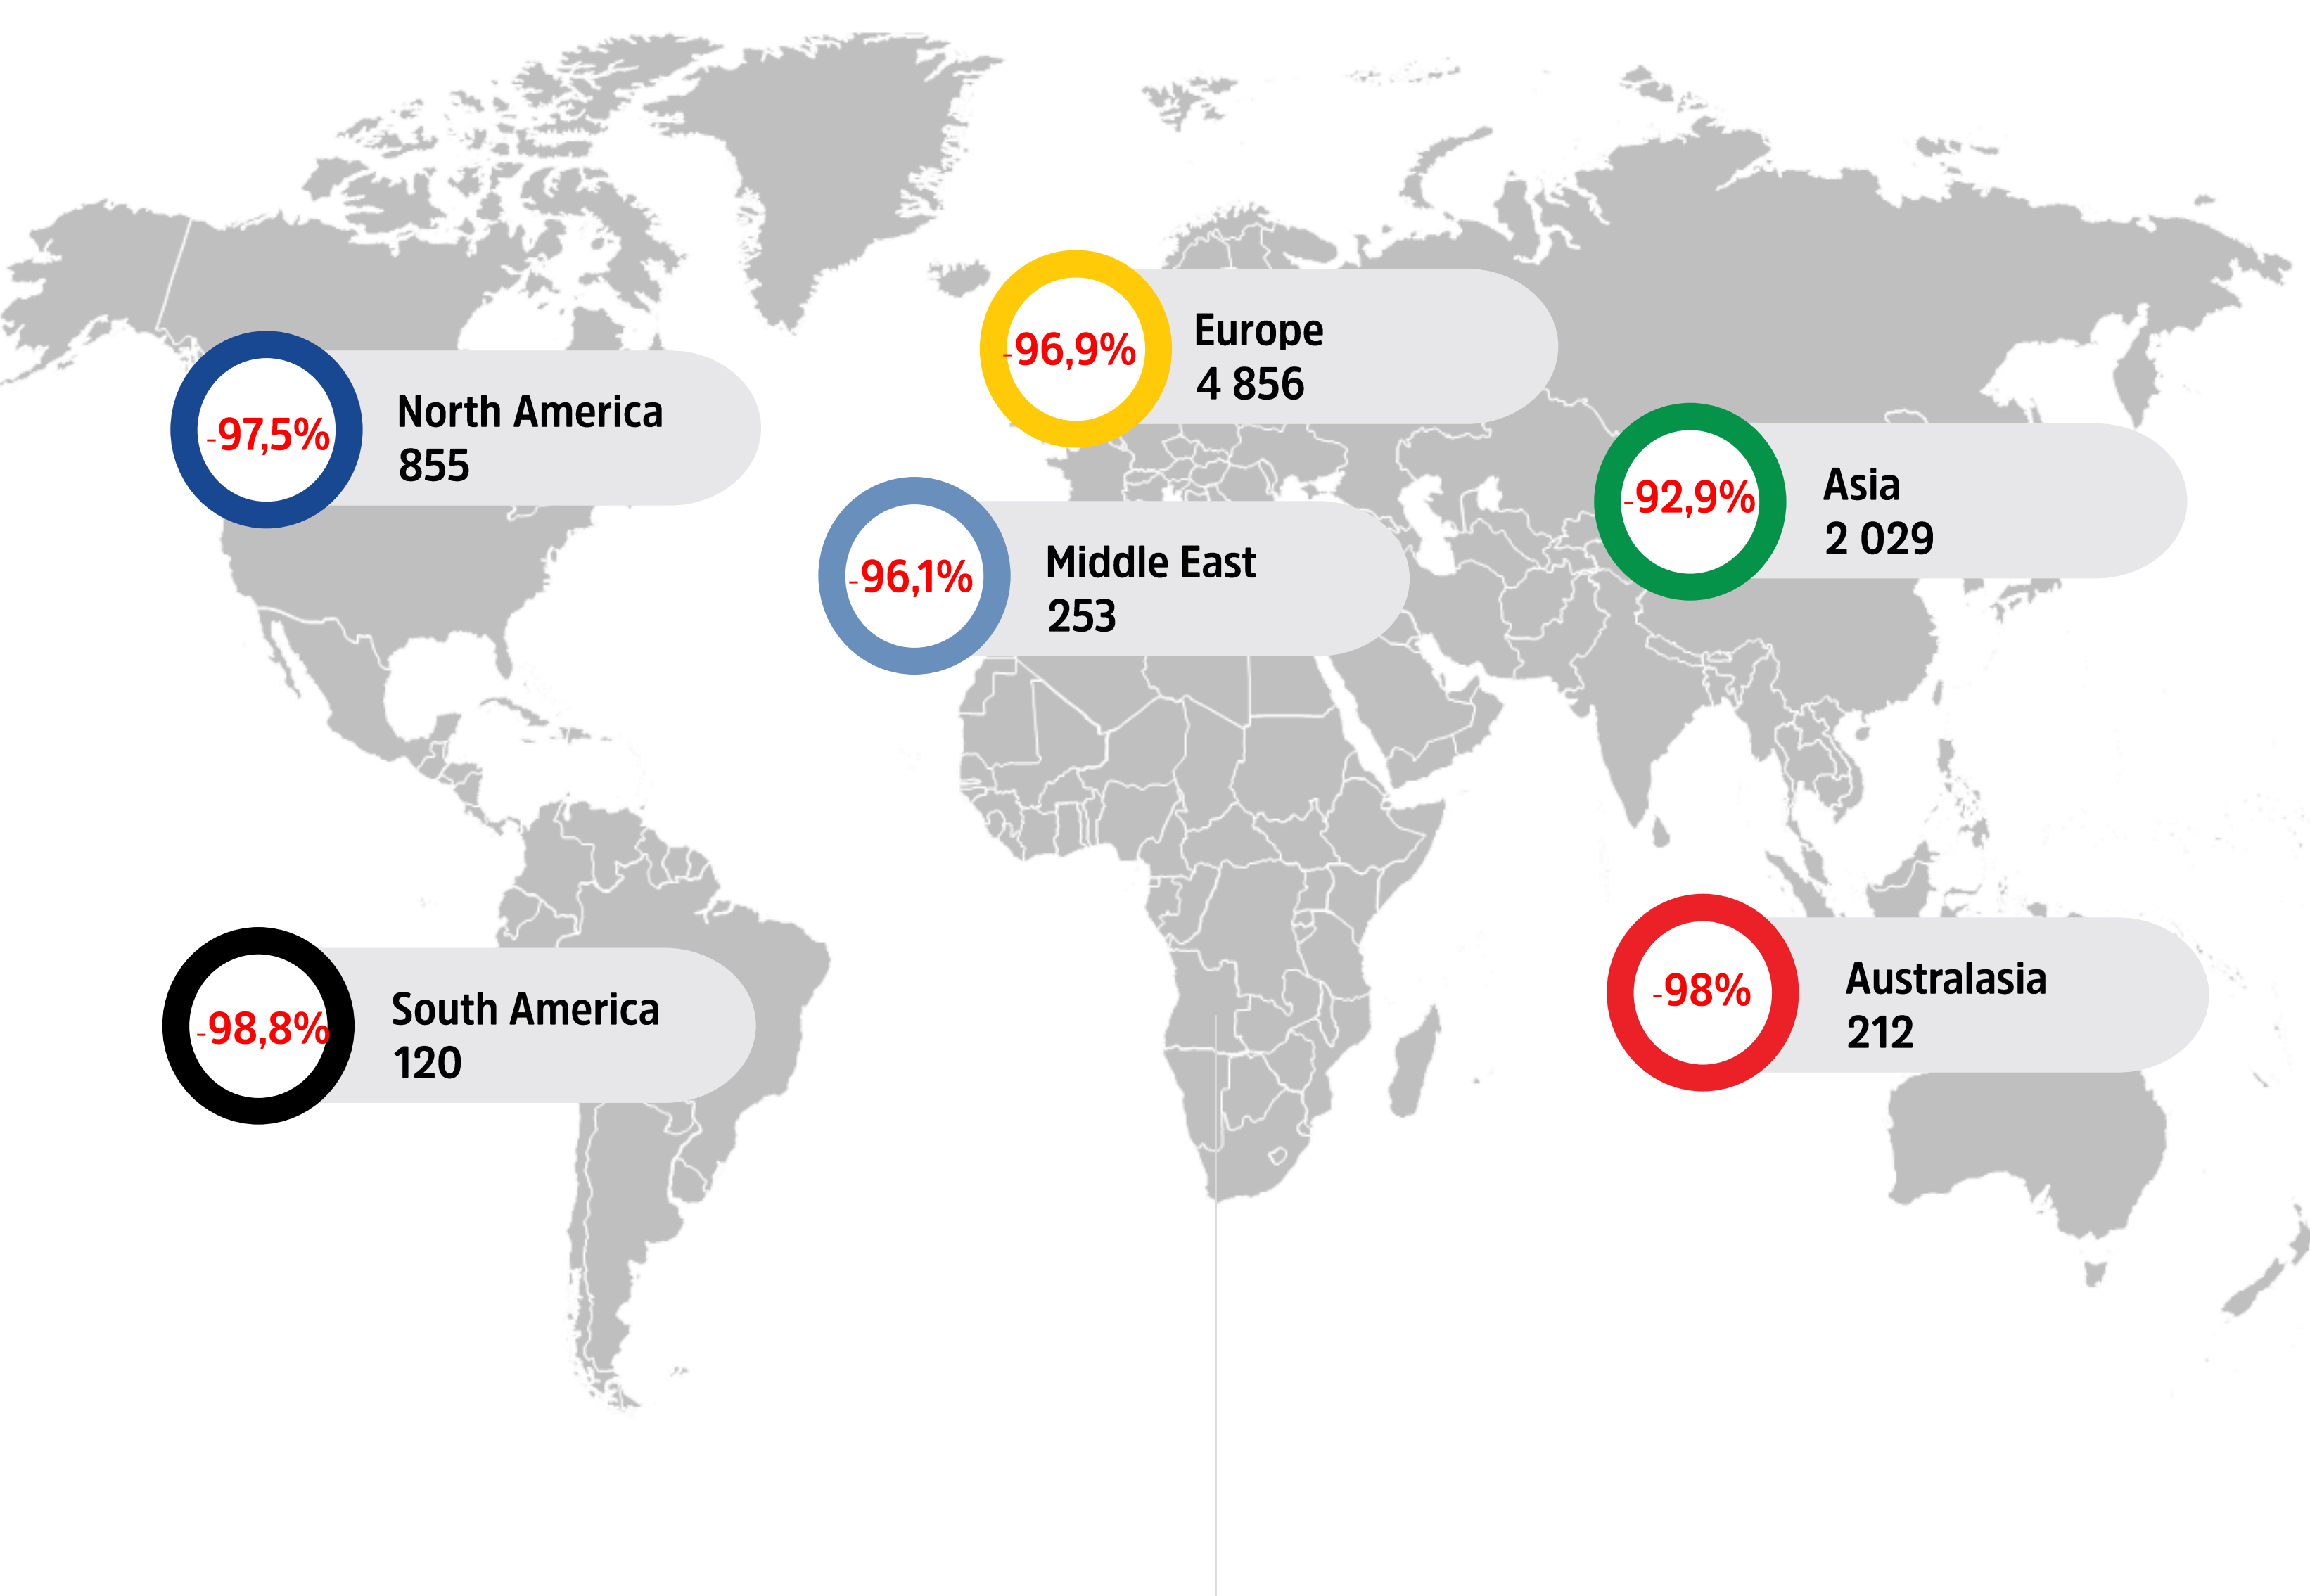 -96,9%
Europe
4 856
-97,5%
North America
855
-92,9%
Asia
2 029
-96,1%
Middle East
253
-98%
Australasia
212
-98,8%
South America
120